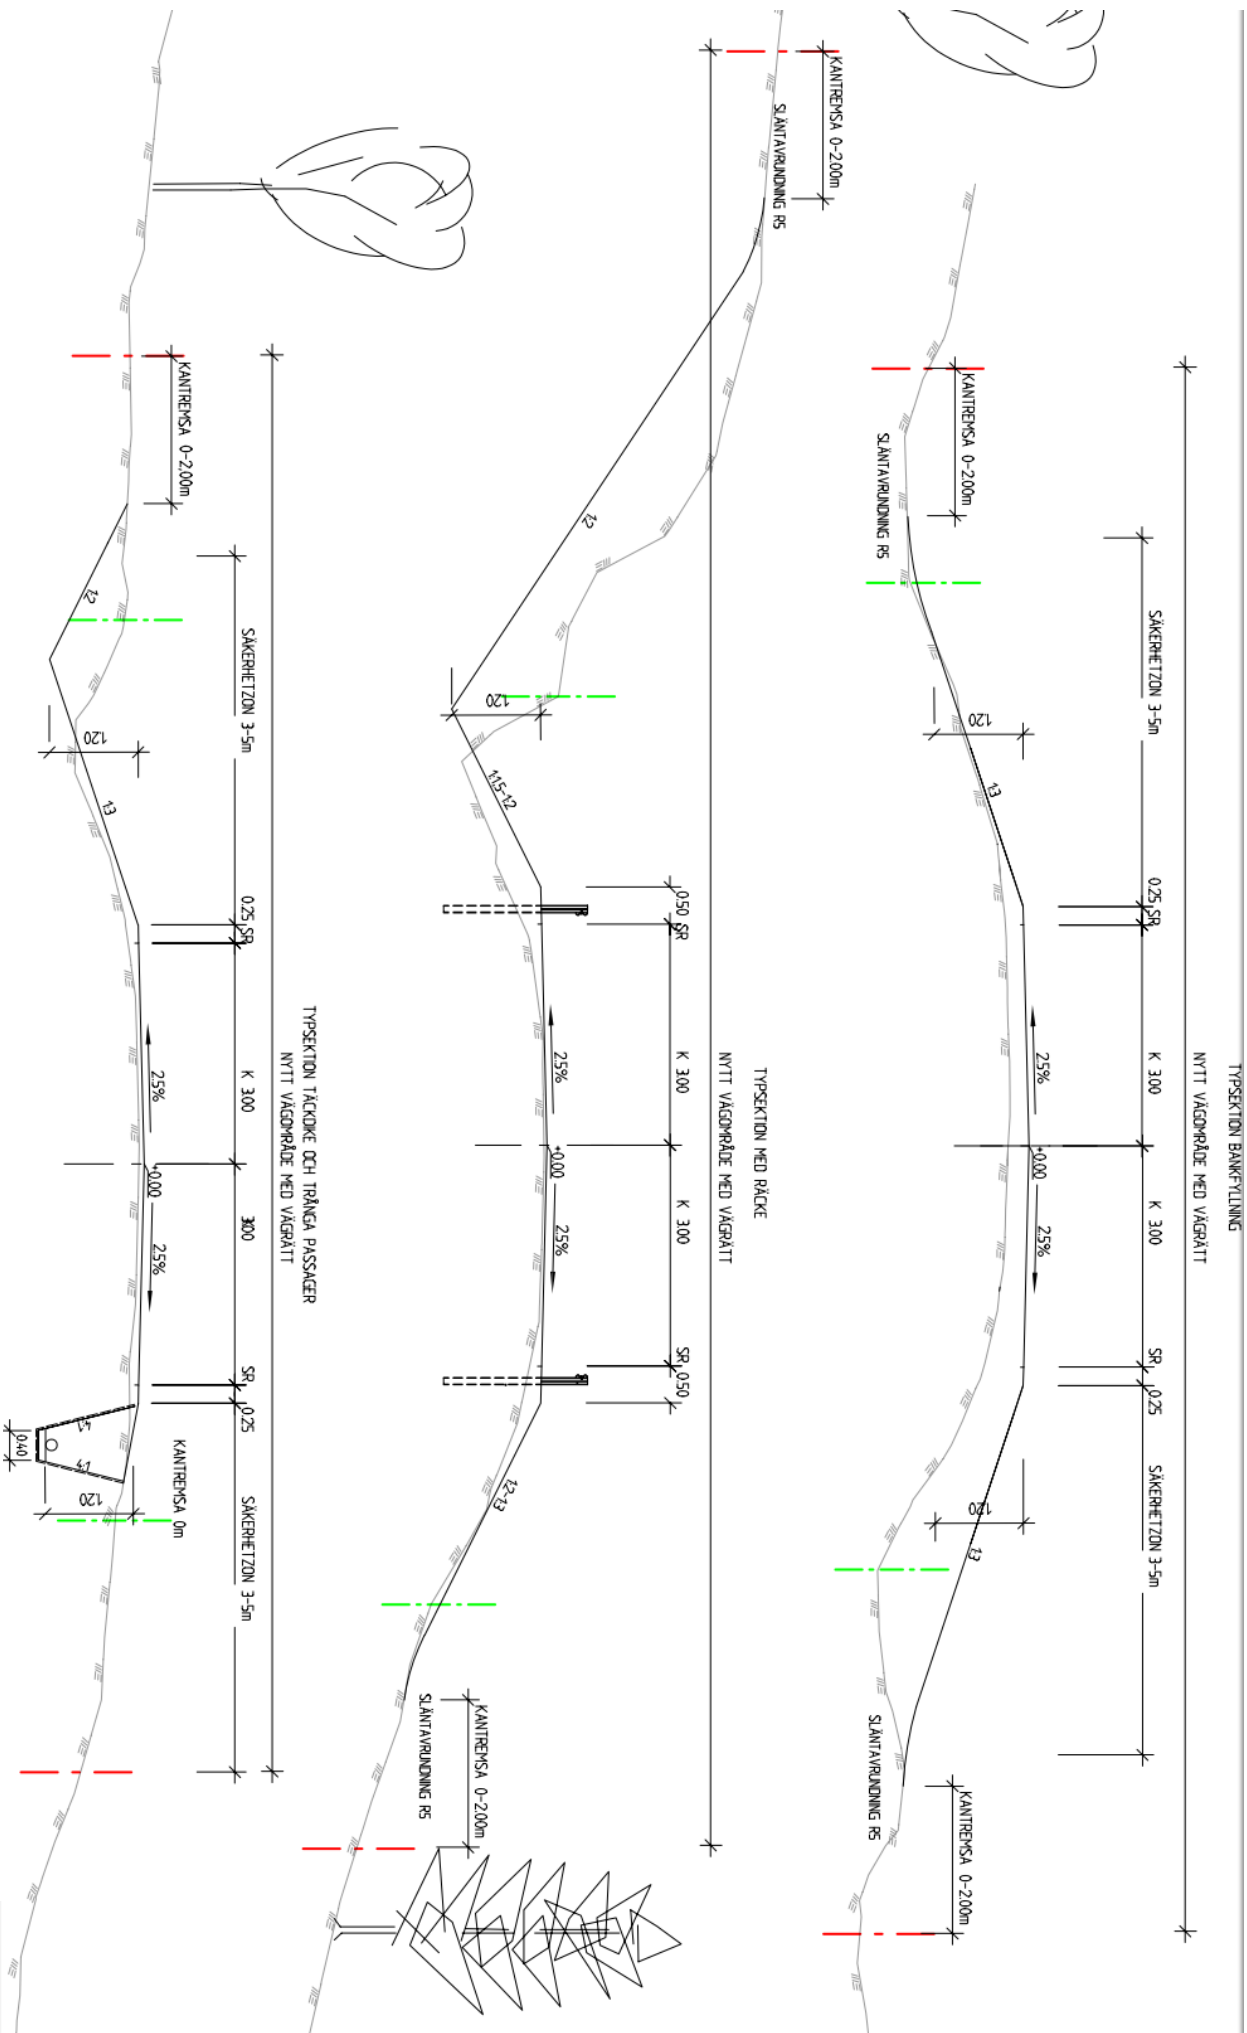 TYPSEKTION BANKFYLLNING
NYTT VÄGOMRÅDE MED VÄGRÄTT
SÄKERHETZON 3-5m
0.25
SR
K 3.00
K 3.00
SR
0.25
SÄKERHETZON 3-5m
KANTREMSA 0-2.00m
SLÄNTAVRUNDNING R5
1.20
1:3
2.5%
+0.00
2.5%
1.20
1:3
SLÄNTAVRUNDNING R5
KANTREMSA 0-2.00m
TYPSEKTION MED RÄCKE
NYTT VÄGOMRÅDE MED VÄGRÄTT
KANTREMSA 0-2.00m
SLÄNTAVRUNDNING R5
0.50
SR
K 3.00
K 3.00
SR
0.50
1:2
1.20
1:1.5-1:2
2.5%
+0.00
2.5%
1:2-1:3
KANTREMSA 0-2.00m
SLÄNTAVRUNDNING R5
TYPSEKTION TÄCKDIKE OCH TRÅNGA PASSAGER
NYTT VÄGOMRÅDE MED VÄGRÄTT
SÄKERHETZON 3-5m
0.25
SR
K 3.00
3.00
SR
0.25
SÄKERHETZON 3-5m
KANTREMSA 0-2.00m
1:2
1.20
1:3
2.5%
+0.00
2.5%
KANTREMSA 0m
4:1
1.20
0.40